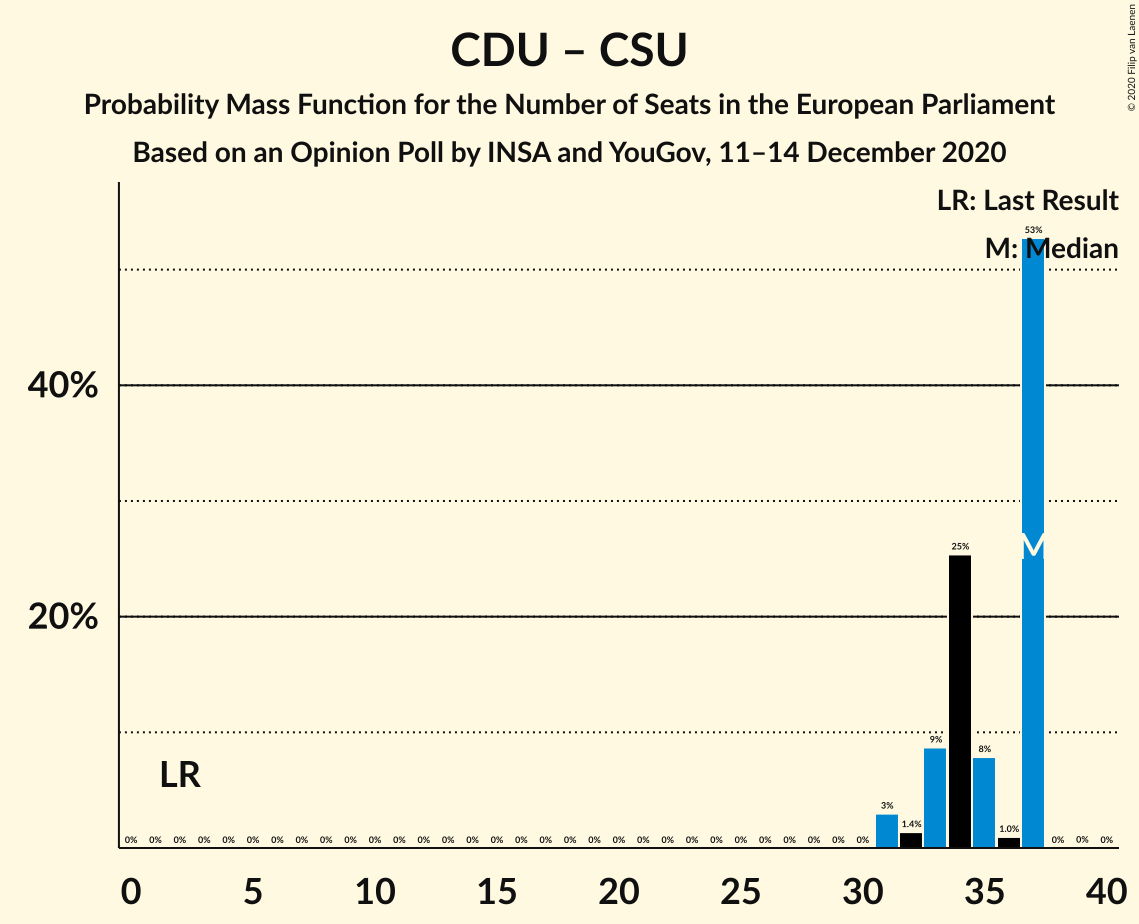 CDU – CSU
Probability Mass Function for the Number of Seats in the European Parliament
Based on an Opinion Poll by INSA and YouGov, 11–14 December 2020
© 2020 Filip van Laenen
LR: Last Result
M: Median
53%
40%
M
25%
20%
9%
8%
LR
3%
1.4%
1.0%
0% 0% 0% 0% 0% 0% 0% 0% 0% 0% 0% 0% 0% 0% 0% 0% 0% 0% 0% 0% 0% 0% 0% 0% 0% 0% 0% 0% 0% 0% 0% 0% 0% 0%
0 5 10 15 20 25 30 35 40